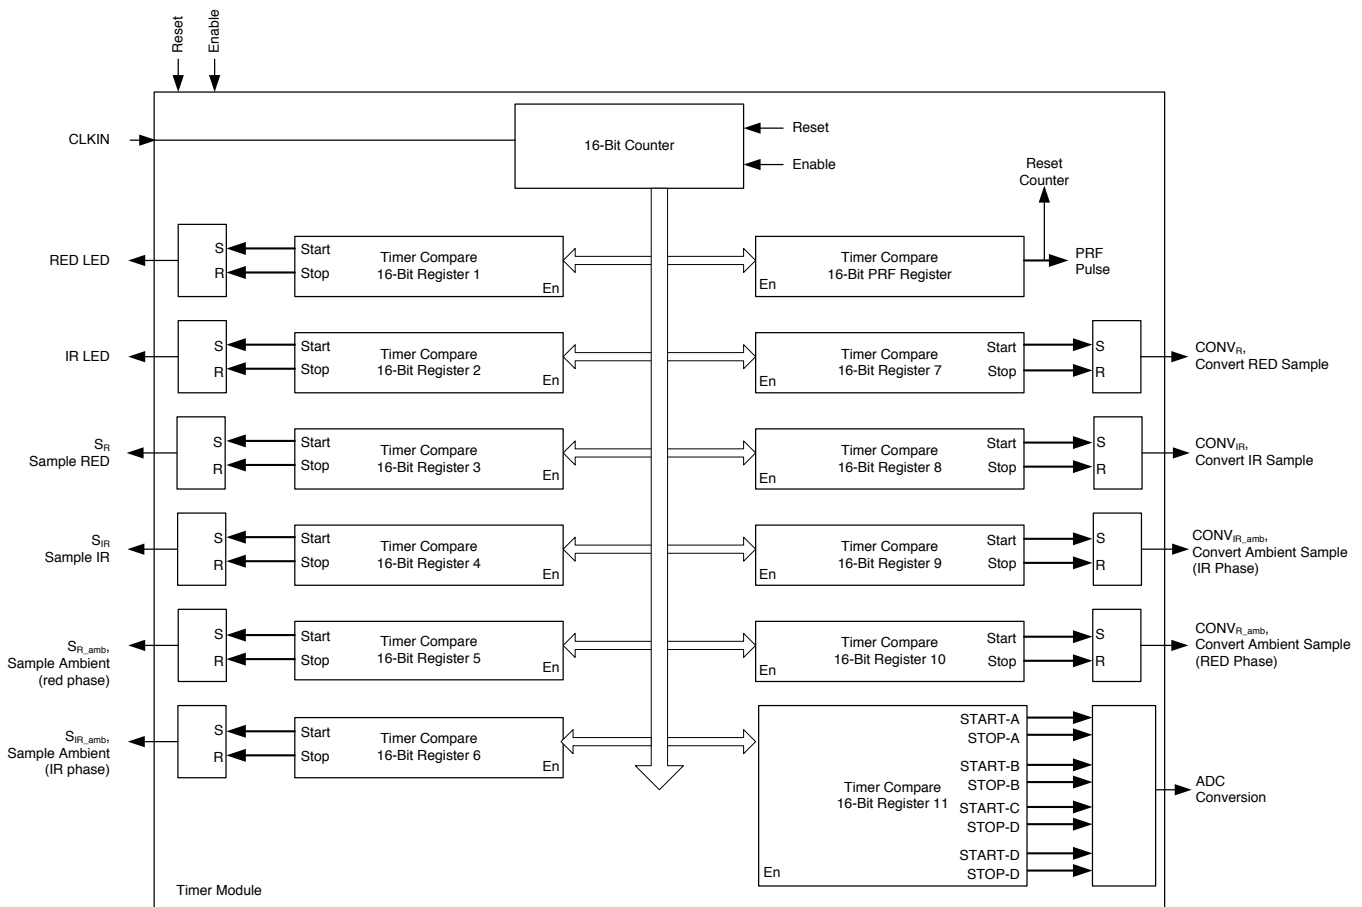 Reset
Enable
CLKIN
16-Bit Counter
Reset
Enable
Reset
Counter
RED LED
S
R
Start
Stop
Timer Compare
16-Bit Register 1
En
Timer Compare
16-Bit PRF Register
En
PRF
Pulse
IR LED
S
R
Start
Stop
Timer Compare
16-Bit Register 2
En
Timer Compare
16-Bit Register 7
En
Start
Stop
S
R
CONVR,
Convert RED Sample
SR
Sample RED
S
R
Start
Stop
Timer Compare
16-Bit Register 3
En
Timer Compare
16-Bit Register 8
En
Start
Stop
S
R
CONVIR,
Convert IR Sample
SIR
Sample IR
S
R
Start
Stop
Timer Compare
16-Bit Register 4
En
Timer Compare
16-Bit Register 9
En
Start
Stop
S
R
CONVIR_amb,
Convert Ambient Sample
(IR Phase)
SR_amb,
Sample Ambient
(red phase)
S
R
Start
Stop
Timer Compare
16-Bit Register 5
En
Timer Compare
16-Bit Register 10
En
Start
Stop
S
R
CONVR_amb,
Convert Ambient Sample
(RED Phase)
SIR_amb,
Sample Ambient
(IR phase)
S
R
Start
Stop
Timer Compare
16-Bit Register 6
En
Timer Compare
16-Bit Register 11
En
START-A
STOP-A
START-B
STOP-B
START-C
STOP-D
START-D
STOP-D
ADC
Conversion
Timer Module